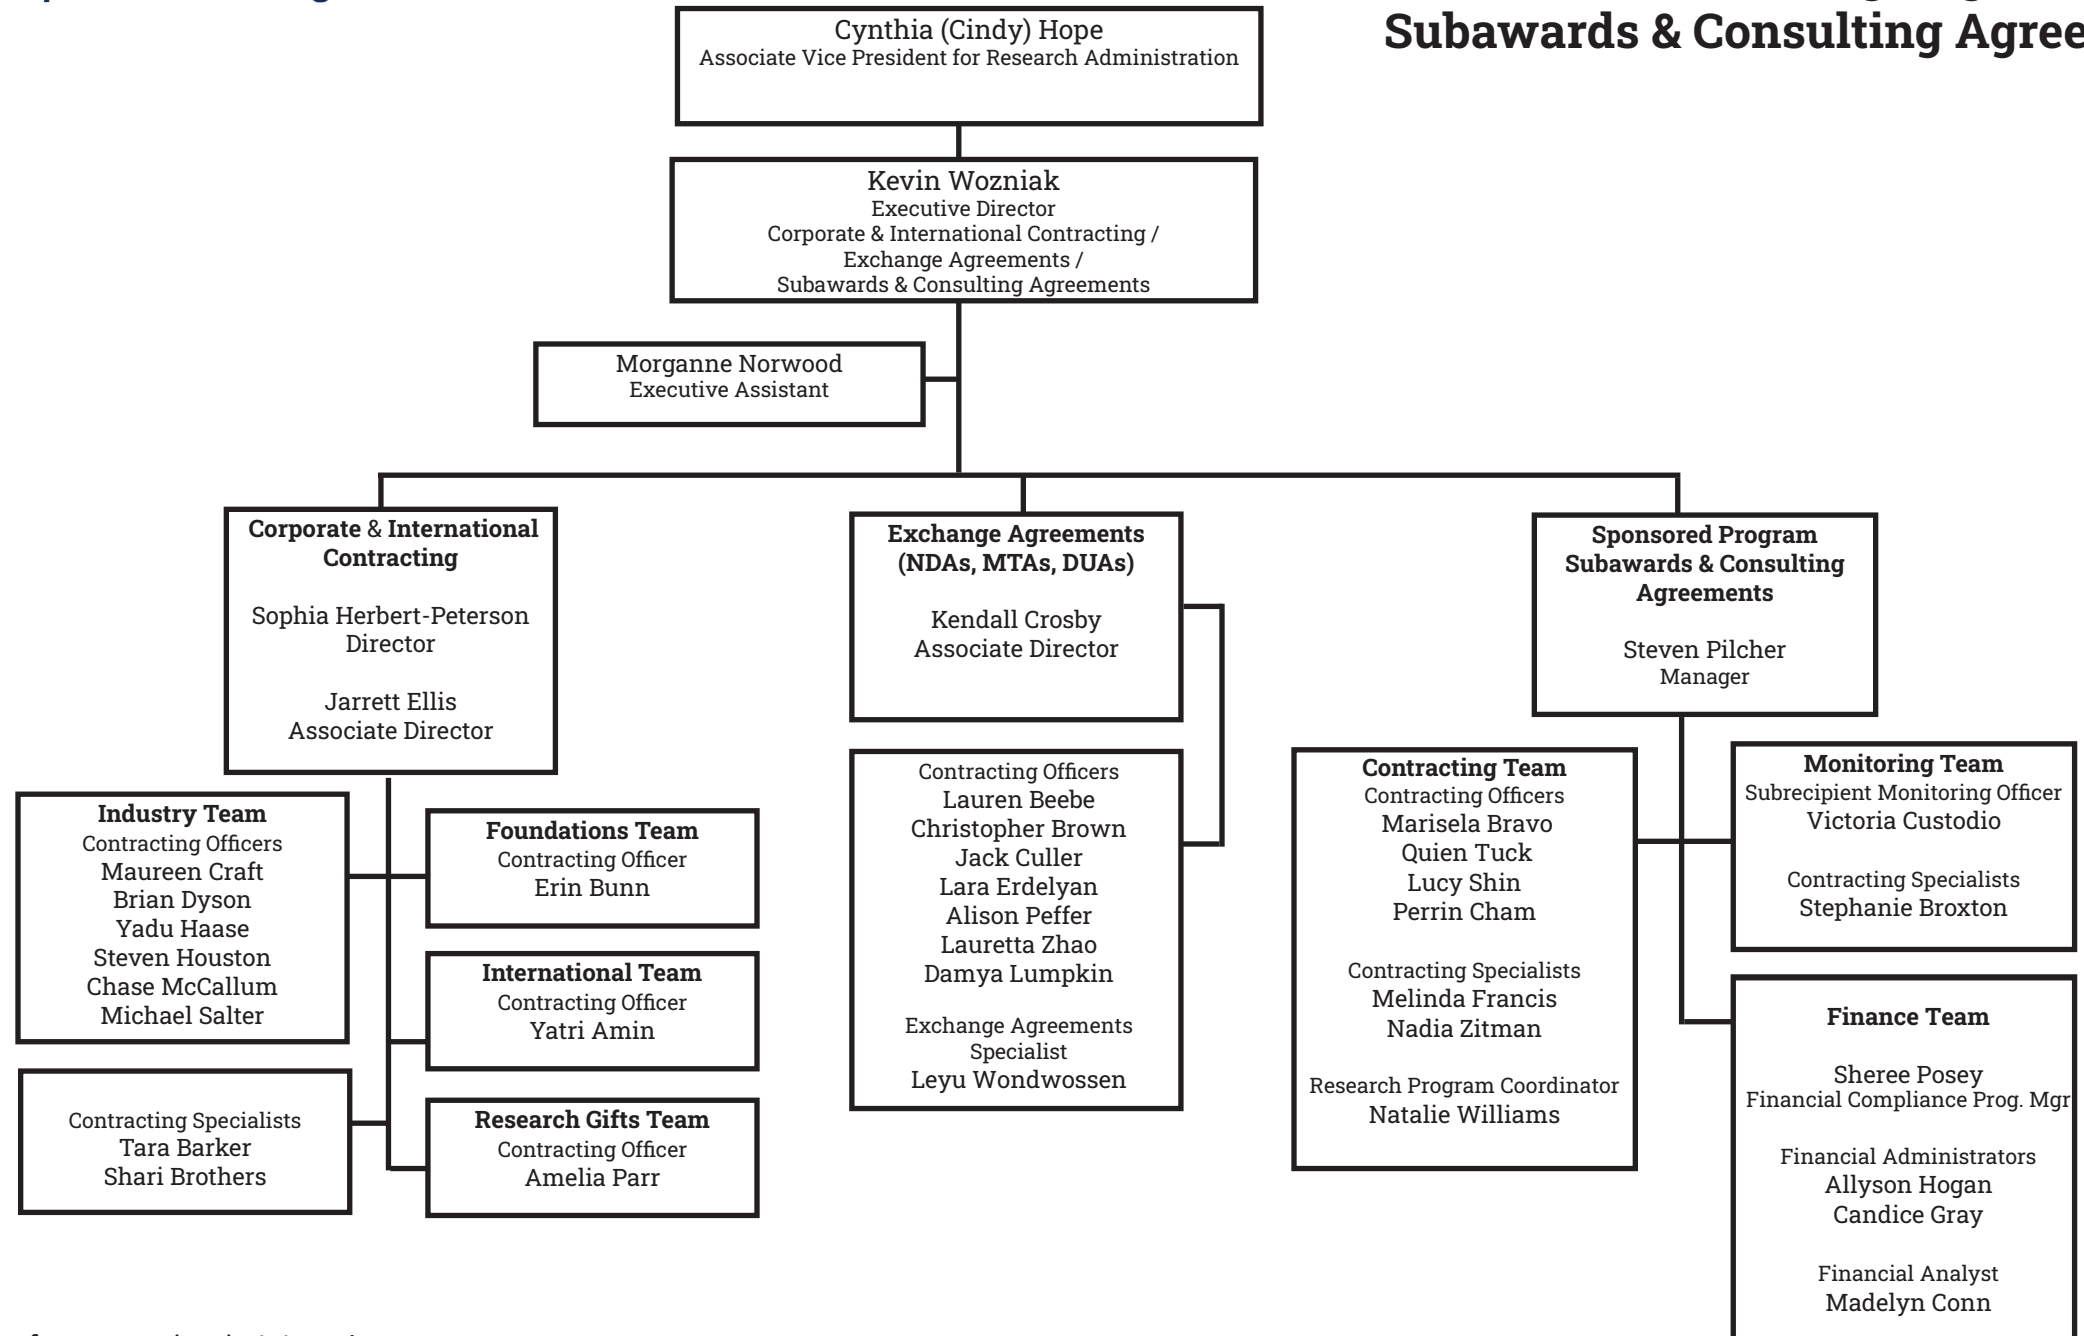 Subawards & Consulting Agree
Cynthia (Cindy) Hope
Associate Vice President for Research Administration
Kevin Wozniak
Executive Director
Corporate & International Contracting /
Exchange Agreements /
Subawards & Consulting Agreements
Morganne Norwood
Executive Assistant
Corporate & International
Contracting
Sophia Herbert-Peterson
Director
Jarrett Ellis
Associate Director
Industry Team
Contracting Officers
Maureen Craft
Brian Dyson
Yadu Haase
Steven Houston
Chase McCallum
Michael Salter
Contracting Specialists
Tara Barker
Shari Brothers
Foundations Team
Contracting Officer
Erin Bunn
International Team
Contracting Officer
Yatri Amin
Research Gifts Team
Contracting Officer
Amelia Parr
Exchange Agreements
(NDAs, MTAs, DUAs)
Kendall Crosby
Associate Director
Contracting Officers
Lauren Beebe
Christopher Brown
Jack Culler
Lara Erdelyan
Alison Peffer
Lauretta Zhao
Damya Lumpkin
Exchange Agreements
Specialist
Leyu Wondwossen
Sponsored Program
Subawards & Consulting
Agreements
Steven Pilcher
Manager
Contracting Team
Contracting Officers
Marisela Bravo
Quien Tuck
Lucy Shin
Perrin Cham
Contracting Specialists
Melinda Francis
Nadia Zitman
Research Program Coordinator
Natalie Williams
Monitoring Team
Subrecipient Monitoring Officer
Victoria Custodio
Contracting Specialists
Stephanie Broxton
Finance Team
Sheree Posey
Financial Compliance Prog. Mgr
Financial Administrators
Allyson Hogan
Candice Gray
Financial Analyst
Madelyn Conn